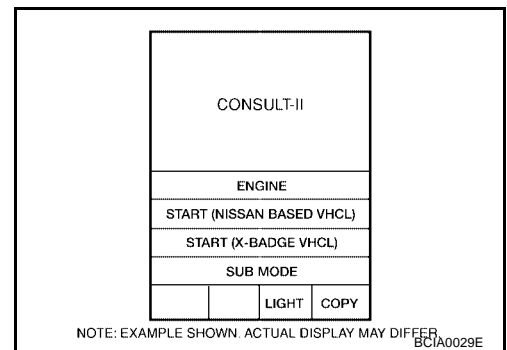 CONSULT-II
ENGINE
START (NISSAN BASED VHCL)
START (X-BADGE VHCL)
SUB MODE
LIGHT COPY
NOTE: EXAMPLE SHOWN. ACTUAL DISPLAY MAY DIFFER.
BCIA0029E